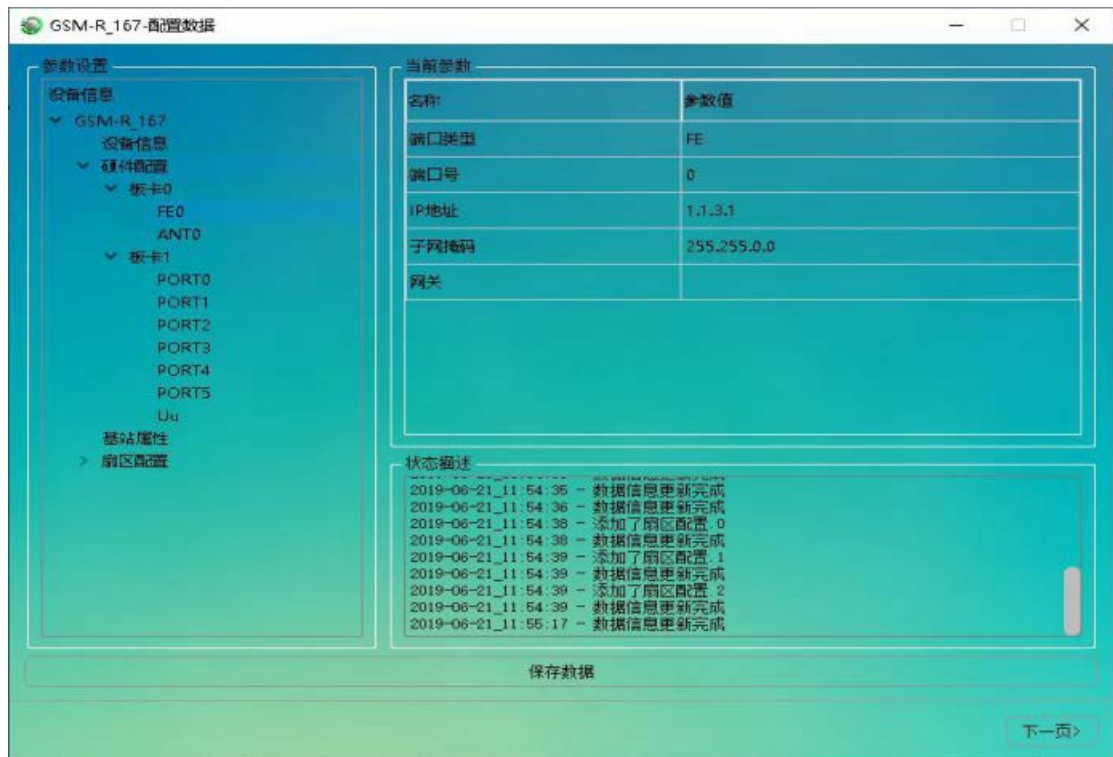 GSM-R_167-配置数据
参数设置
设备信息
GSM-R_167
设备信息
硬件配置
板卡0
FE0
ANT0
板卡1
PORT0
PORT1
PORT2
PORT3
PORT4
PORT5
Uu
基站属性
扇区配置
当前参数
名称 参数值
端口类型 FE
端口号 0
IP地址 1.1.3.1
子网掩码 255.255.0.0
网关
状态描述
2019-06-21_11:54:35 - 数据信息更新完成
2019-06-21_11:54:36 - 数据信息更新完成
2019-06-21_11:54:38 - 添加了扇区配置.0
2019-06-21_11:54:38 - 数据信息更新完成
2019-06-21_11:54:39 - 添加了扇区配置.1
2019-06-21_11:54:39 - 数据信息更新完成
2019-06-21_11:54:39 - 添加了扇区配置.2
2019-06-21_11:54:39 - 数据信息更新完成
2019-06-21_11:55:17 - 数据信息更新完成
保存数据
下一页>